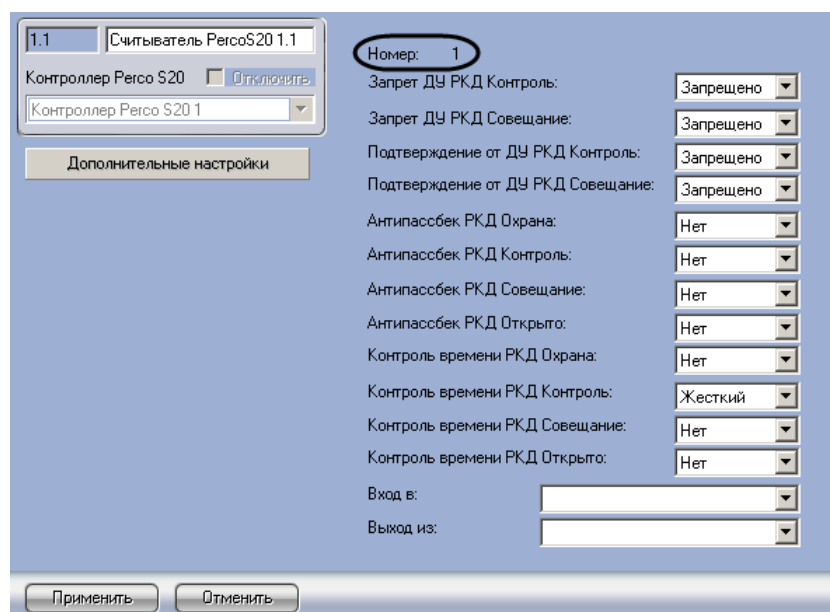 1.1 Считыватель PercoS20 1.1
Контроллер Perco S20 Отключить
Контроллер Perco S20 1
Дополнительные настройки
Номер: 1
Запрет ДУ РКД Контроль: Запрещено
Запрет ДУ РКД Совещание: Запрещено
Подтверждение от ДУ РКД Контроль: Запрещено
Подтверждение от ДУ РКД Совещание: Запрещено
Антипассбек РКД Охрана: Нет
Антипассбек РКД Контроль: Нет
Антипассбек РКД Совещание: Нет
Антипассбек РКД Открыто: Нет
Контроль времени РКД Охрана: Нет
Контроль времени РКД Контроль: Жесткий
Контроль времени РКД Совещание: Нет
Контроль времени РКД Открыто: Нет
Вход в:
Выход из:
Применить Отменить